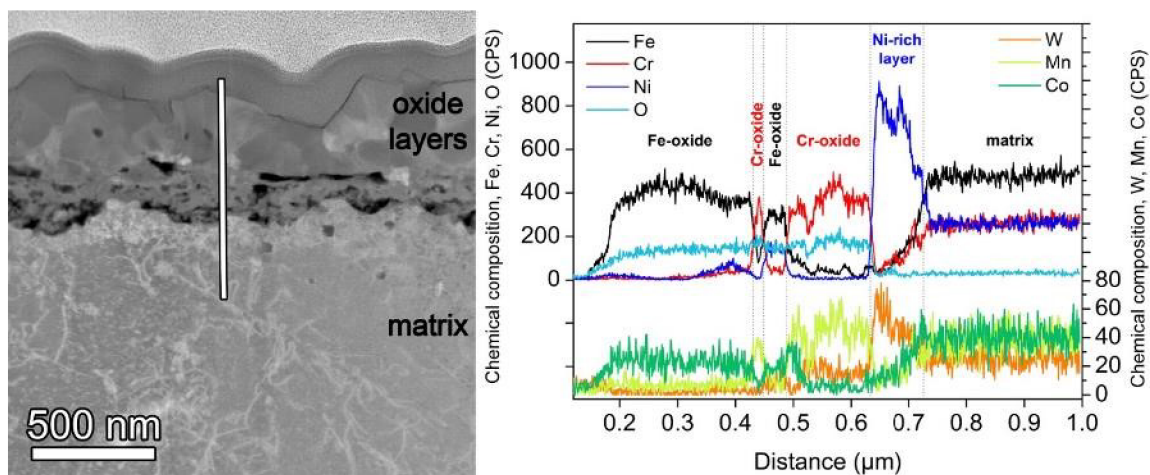 oxide
layers
matrix
500 nm
Chemical composition, Fe, Cr, Ni, O (CPS)
1000
800
600
400
200
0
Fe
Cr
Ni
O
Fe-oxide
Cr-oxide
Fe-oxide
Cr-oxide
Ni-rich
layer
matrix
W
Mn
Co
80
60
40
20
0
Chemical composition, W, Mn, Co (CPS)
0.2 0.3 0.4 0.5 0.6 0.7 0.8 0.9 1.0
Distance (µm)